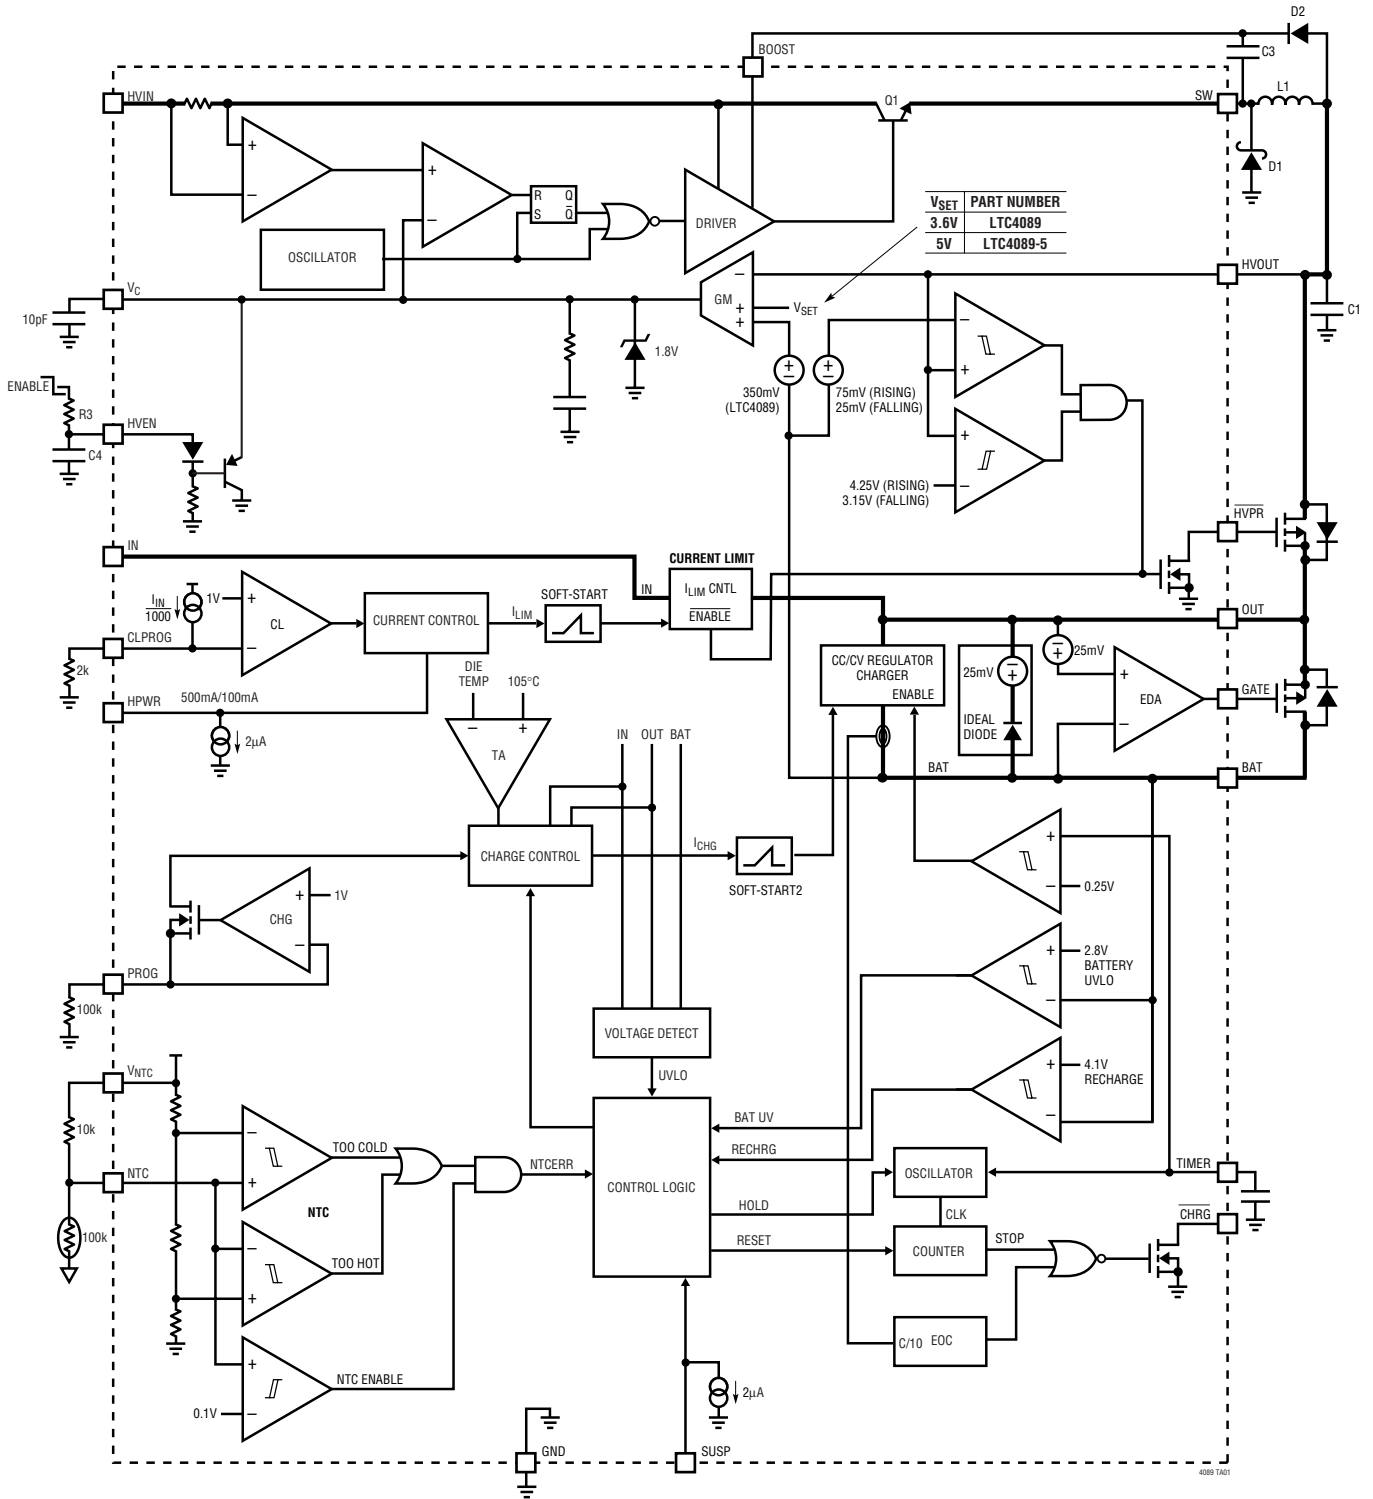 D2
BOOST
C3
HVIN
Q1
SW
L1
+
−
+
−
R Q
S Q̅
DRIVER
D1
VSET PART NUMBER
3.6V LTC4089
5V LTC4089-5
OSCILLATOR
HVOUT
VC
GM
−
+
+
VSET
10pF
C1
1.8V
−
+
+
−
350mV
(LTC4089)
+
−
75mV (RISING)
25mV (FALLING)
ENABLE
R3
HVEN
C4
+
−
4.25V (RISING)
3.15V (FALLING)
H̅V̅P̅R̅
IN
CURRENT LIMIT
IN
ILIM CNTL
E̅N̅A̅B̅L̅E̅
IIN
1000
1V
+
−
CL
CURRENT CONTROL
ILIM
SOFT-START
OUT
CLPROG
2k
CC/CV REGULATOR
CHARGER
ENABLE
25mV
−
+
IDEAL
DIODE
−
+
25mV
+
−
EDA
GATE
DIE
TEMP
105°C
HPWR
500mA/100mA
2μA
−
+
TA
IN OUT BAT
BAT
BAT
CHARGE CONTROL
ICHG
SOFT-START2
+
−
0.25V
CHG
+
−
1V
PROG
100k
+
−
2.8V
BATTERY
UVLO
VOLTAGE DETECT
UVLO
VNTC
+
−
4.1V
RECHARGE
10k
−
+
TOO COLD
BAT UV
RECHRG
NTC
NTCERR
CONTROL LOGIC
OSCILLATOR
TIMER
NTC
100k
HOLD
CLK
C̅H̅R̅G̅
−
+
TOO HOT
RESET
COUNTER
STOP
C/10 EOC
+
−
NTC ENABLE
0.1V
2μA
GND
SUSP
4089 TA01